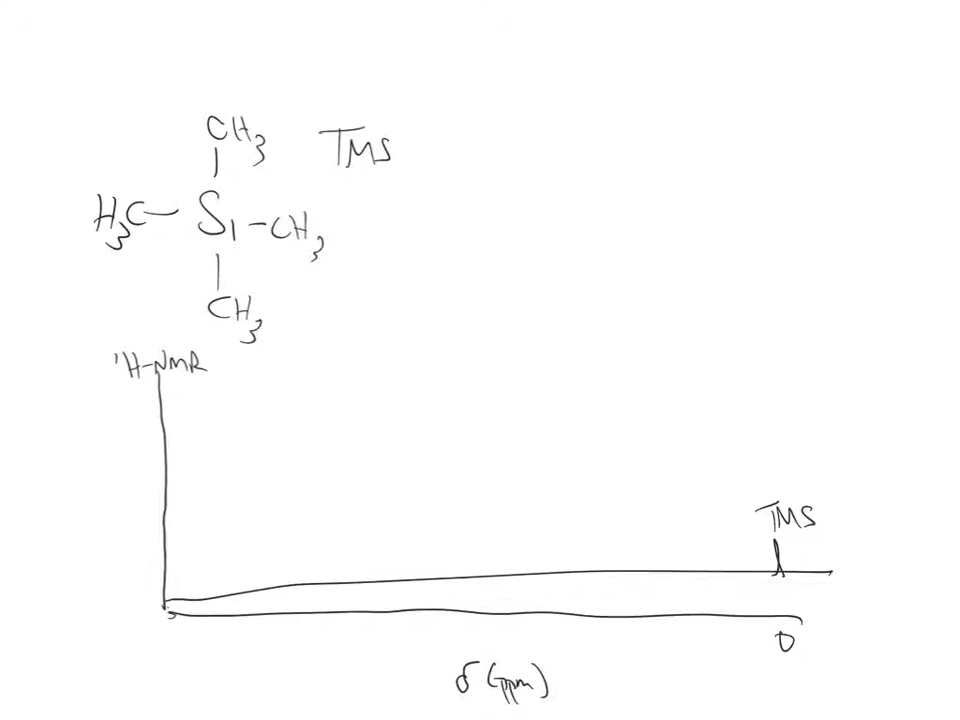 CH3
TMS
H3C—Si—CH3
CH3
¹H-NMR
TMS
0
δ (ppm)